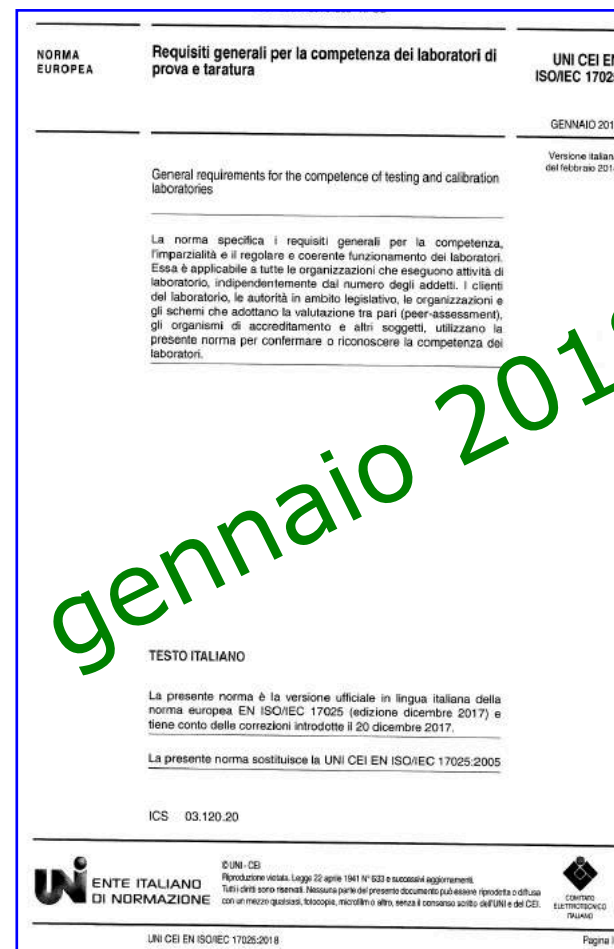 NORMA
EUROPEA
Requisiti generali per la competenza dei laboratori di
prova e taratura
UNI CEI EN
ISO/IEC 17025
GENNAIO 201
Versione italiana
del febbraio 201
General requirements for the competence of testing and calibration
laboratories
La norma specifica i requisiti generali per la competenza,
l'imparzialità e il regolare e coerente funzionamento dei laboratori.
Essa è applicabile a tutte le organizzazioni che eseguono attività di
laboratorio, indipendentemente dal numero degli addetti. I clienti
del laboratorio, le autorità in ambito legislativo, le organizzazioni e
gli schemi che adottano la valutazione tra pari (peer-assessment),
gli organismi di accreditamento e altri soggetti, utilizzano la
presente norma per confermare o riconoscere la competenza dei
laboratori.
gennaio 201
TESTO ITALIANO
La presente norma è la versione ufficiale in lingua italiana della
norma europea EN ISO/IEC 17025 (edizione dicembre 2017) e
tiene conto delle correzioni introdotte il 20 dicembre 2017.
La presente norma sostituisce la UNI CEI EN ISO/IEC 17025:2005
ICS 03.120.20
UNI
ENTE ITALIANO
DI NORMAZIONE
© UNI - CEI
Riproduzione vietata. Legge 22 aprile 1941 N° 633 e successivi aggiornamenti.
Tutti i diritti sono riservati. Nessuna parte del presente documento può essere riprodotta o diffusa
con un mezzo qualsiasi, fotocopie, microfilm o altro, senza il consenso scritto dell'UNI e del CEI.
COMITATO
ELETTROTECNICO
ITALIANO
UNI CEI EN ISO/IEC 17025:2018
Pagina I